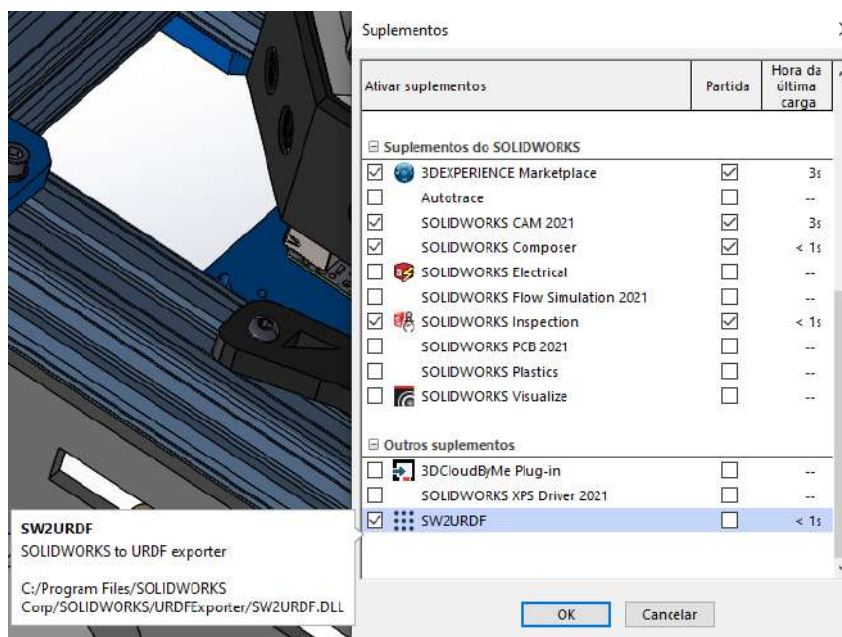 Suplementos
Ativar suplementos Partida Hora da última carga
Suplementos do SOLIDWORKS
3DEXPERIENCE Marketplace 3s
Autotrace --
SOLIDWORKS CAM 2021 3s
SOLIDWORKS Composer < 1s
SOLIDWORKS Electrical --
SOLIDWORKS Flow Simulation 2021 --
SOLIDWORKS Inspection < 1s
SOLIDWORKS PCB 2021 --
SOLIDWORKS Plastics --
SOLIDWORKS Visualize --
Outros suplementos
3DCloudByMe Plug-in --
SOLIDWORKS XPS Driver 2021 --
SW2URDF < 1s
OK Cancelar
SW2URDF
SOLIDWORKS to URDF exporter
C:/Program Files/SOLIDWORKS
Corp/SOLIDWORKS/URDFExporter/SW2URDF.DLL